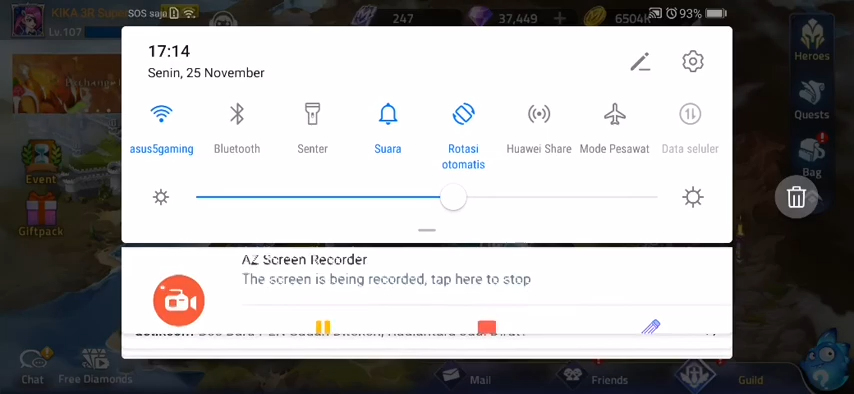 KIKA 3R Super
SOS saja
247
37,449
6504K
93%
Lv.107
17:14
Senin, 25 November
Heroes
asus5gaming
Bluetooth
Senter
Suara
Rotasi
otomatis
Huawei Share
Mode Pesawat
Data seluler
Quests
Bag
Event
Giftpack
AZ Screen Recorder
The screen is being recorded, tap here to stop
Chat
Free Diamonds
Mail
Friends
Guild